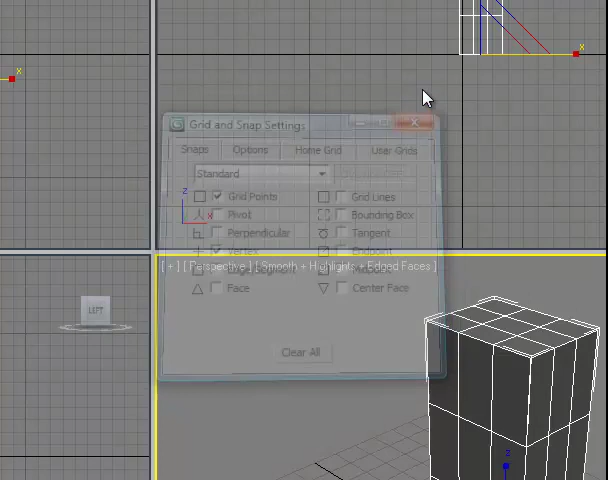 x
x
Grid and Snap Settings
Snaps Options Home Grid User Grids
Standard
z
x
Grid Points Grid Lines
Pivot Bounding Box
Perpendicular Tangent
Vertex Endpoint
[ + ] [ Perspective ] [ Smooth + Highlights + Edged Faces ]
Face Center Face
LEFT
Clear All
z